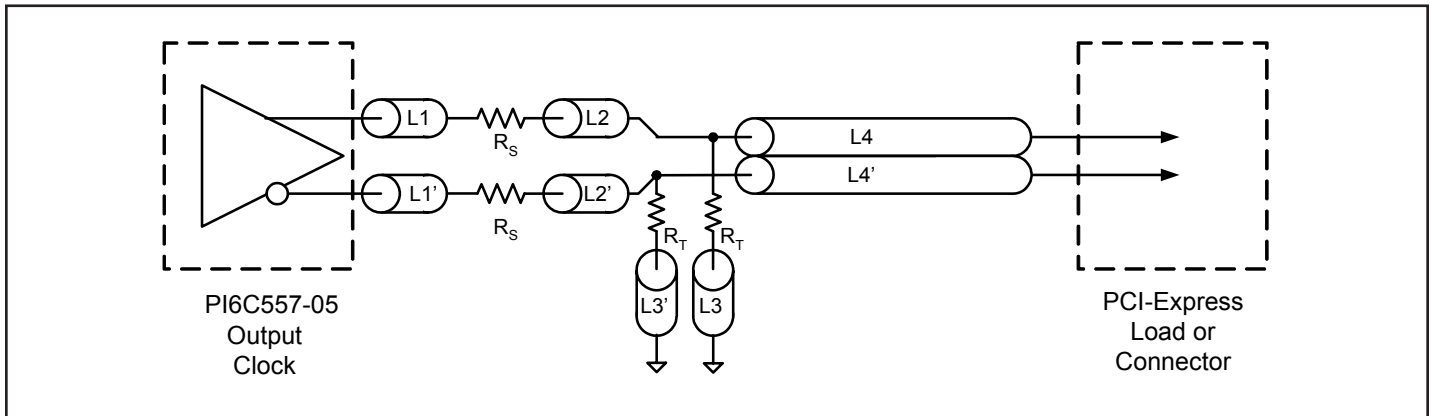 L1
R_S
L2
L4
L1'
R_S
L2'
L4'
R_T
R_T
L3'
L3
PI6C557-05
Output
Clock
PCI-Express
Load or
Connector